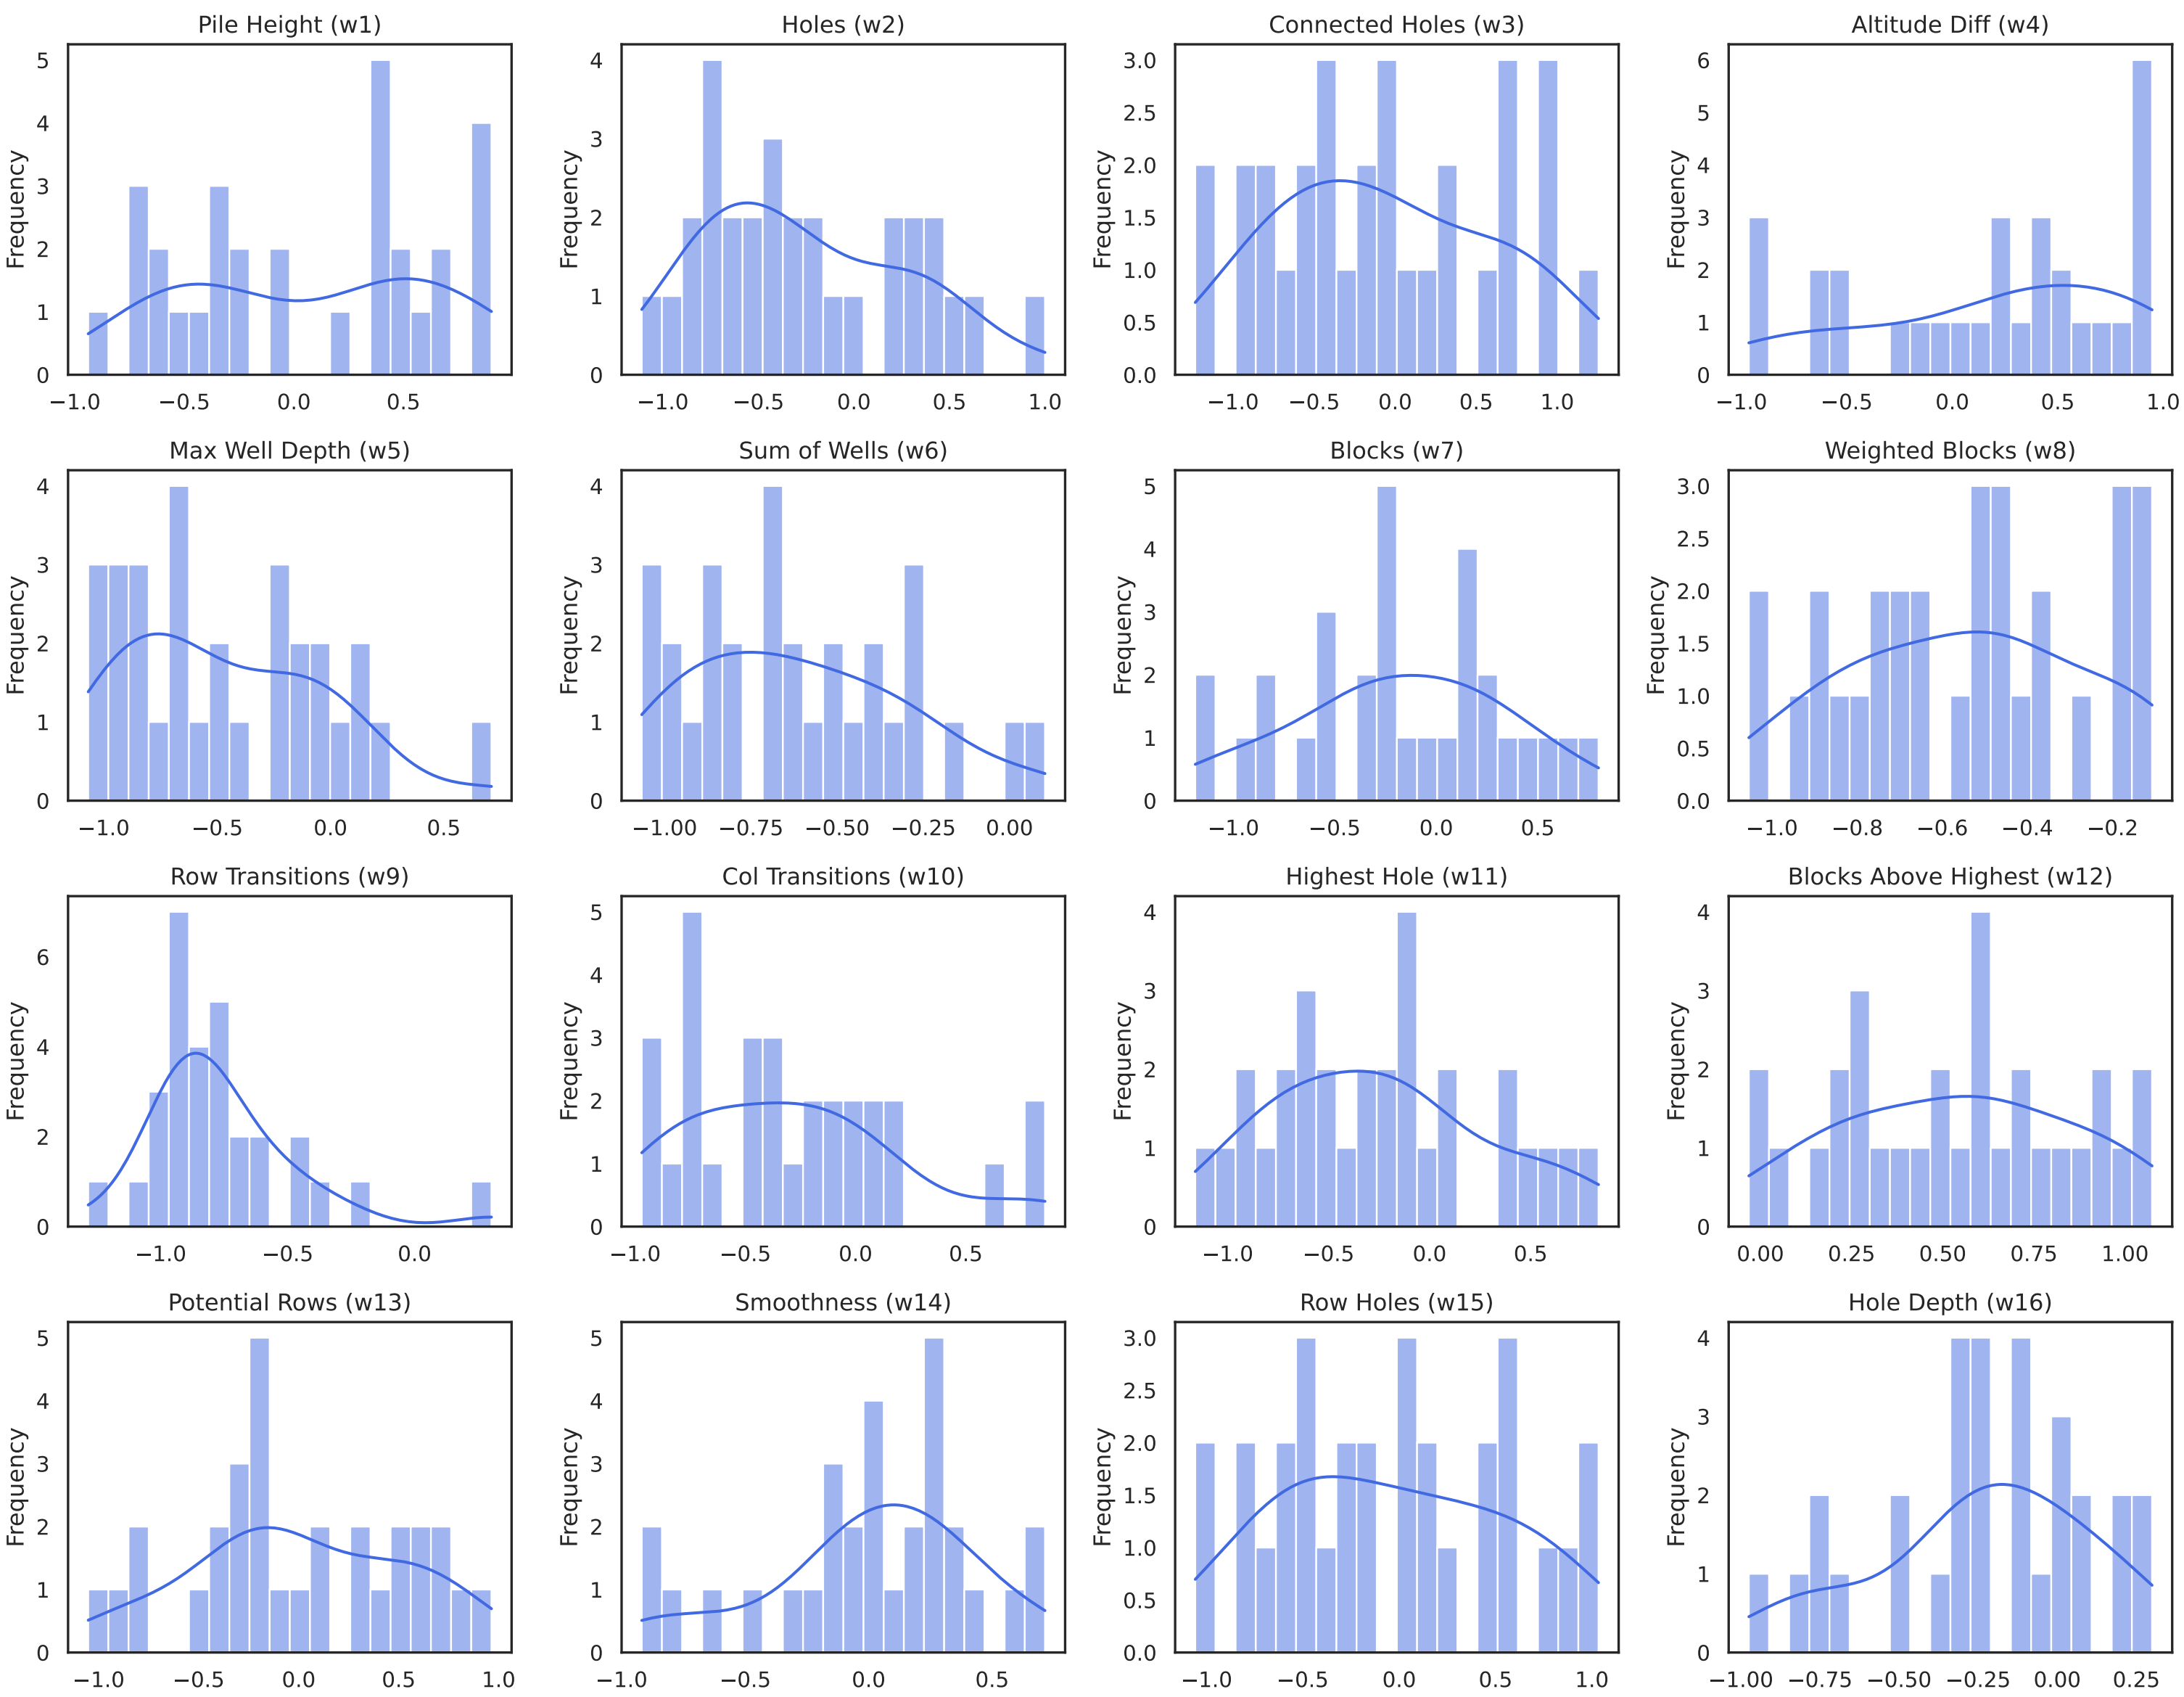 Pile Height (w1)
Frequency
5
4
3
2
1
0
−1.0 −0.5 0.0 0.5
Holes (w2)
Frequency
4
3
2
1
0
−1.0 −0.5 0.0 0.5 1.0
Connected Holes (w3)
Frequency
3.0
2.5
2.0
1.5
1.0
0.5
0.0
−1.0 −0.5 0.0 0.5 1.0
Altitude Diff (w4)
Frequency
6
5
4
3
2
1
0
−1.0 −0.5 0.0 0.5 1.0
Max Well Depth (w5)
Frequency
4
3
2
1
0
−1.0 −0.5 0.0 0.5
Sum of Wells (w6)
Frequency
4
3
2
1
0
−1.00 −0.75 −0.50 −0.25 0.00
Blocks (w7)
Frequency
5
4
3
2
1
0
−1.0 −0.5 0.0 0.5
Weighted Blocks (w8)
Frequency
3.0
2.5
2.0
1.5
1.0
0.5
0.0
−1.0 −0.8 −0.6 −0.4 −0.2
Row Transitions (w9)
Frequency
6
4
2
0
−1.0 −0.5 0.0
Col Transitions (w10)
Frequency
5
4
3
2
1
0
−1.0 −0.5 0.0 0.5
Highest Hole (w11)
Frequency
4
3
2
1
0
−1.0 −0.5 0.0 0.5
Blocks Above Highest (w12)
Frequency
4
3
2
1
0
0.00 0.25 0.50 0.75 1.00
Potential Rows (w13)
Frequency
5
4
3
2
1
0
−1.0 −0.5 0.0 0.5 1.0
Smoothness (w14)
Frequency
5
4
3
2
1
0
−1.0 −0.5 0.0 0.5
Row Holes (w15)
Frequency
3.0
2.5
2.0
1.5
1.0
0.5
0.0
−1.0 −0.5 0.0 0.5 1.0
Hole Depth (w16)
Frequency
4
3
2
1
0
−1.00 −0.75 −0.50 −0.25 0.00 0.25